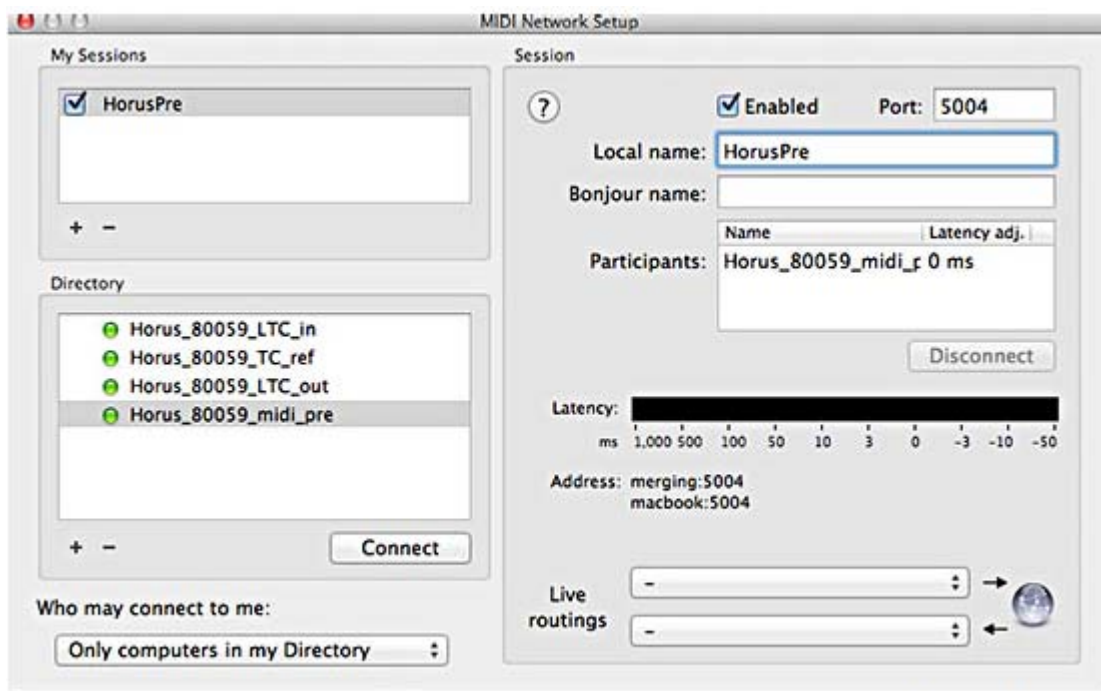 MIDI Network Setup
My Sessions
HorusPre
+ -
Directory
Horus_80059_LTC_in
Horus_80059_TC_ref
Horus_80059_LTC_out
Horus_80059_midi_pre
+ -
Connect
Who may connect to me:
Only computers in my Directory
Session
?
Enabled Port: 5004
Local name: HorusPre
Bonjour name:
Name Latency adj.
Participants: Horus_80059_midi_p 0 ms
Disconnect
Latency:
ms 1,000 500 100 50 10 3 0 -3 -10 -50
Address: merging:5004
macbook:5004
Live
routings
-
-